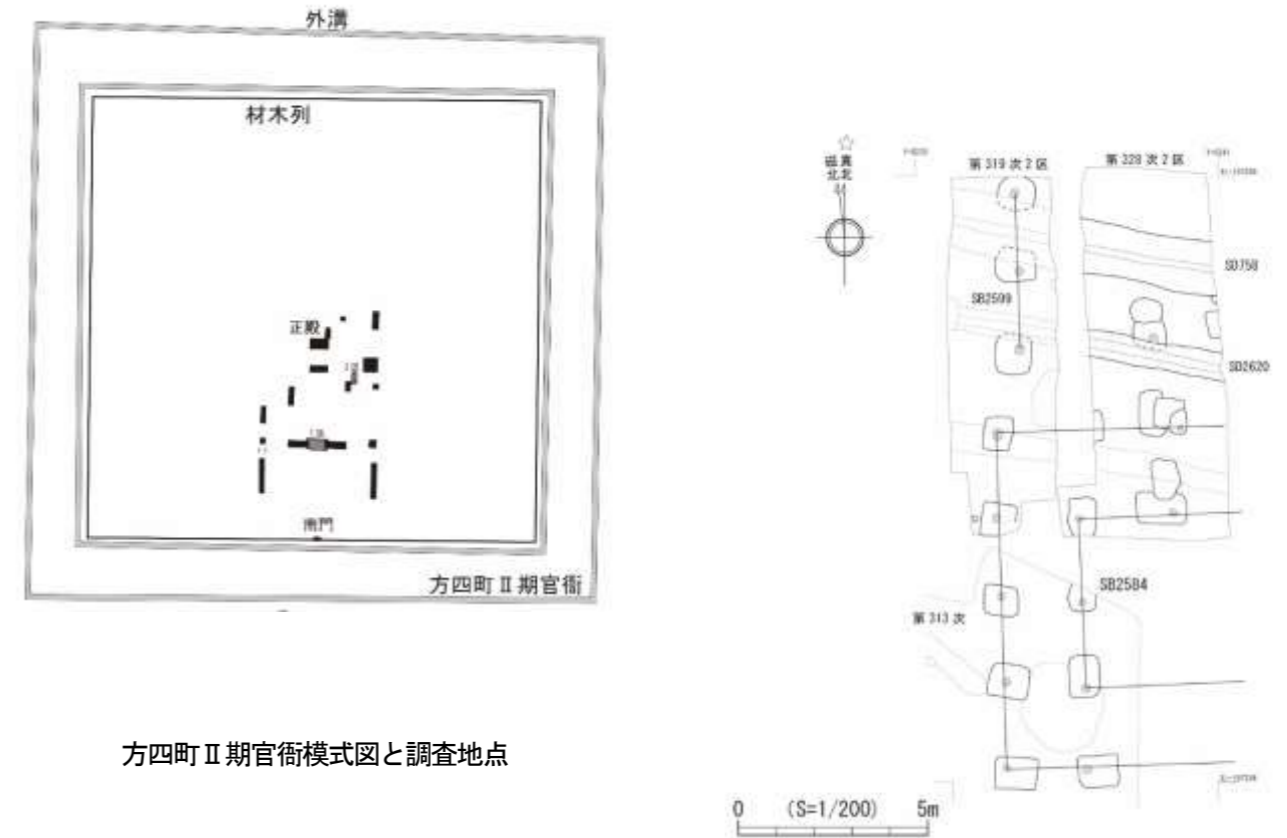 外溝
材木列
正殿
南門
方四町Ⅱ期官衙
方四町Ⅱ期官衙模式図と調査地点
磁 真
北 北
第319次2区
第328次2区
SD758
SB2599
SD2620
SB2584
第313次
0 (S=1/200) 5m